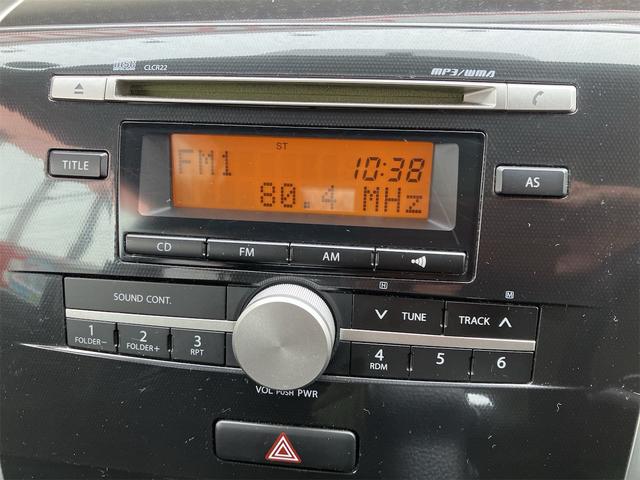 CLCR22
MP3/WMA
ST
TITLE
FM1 10:38
80.4 MHz
AS
CD FM AM
H M
SOUND CONT.
TUNE TRACK
1 FOLDER-
2 FOLDER+
3 RPT
4 RDM
5
6
VOL PUSH PWR